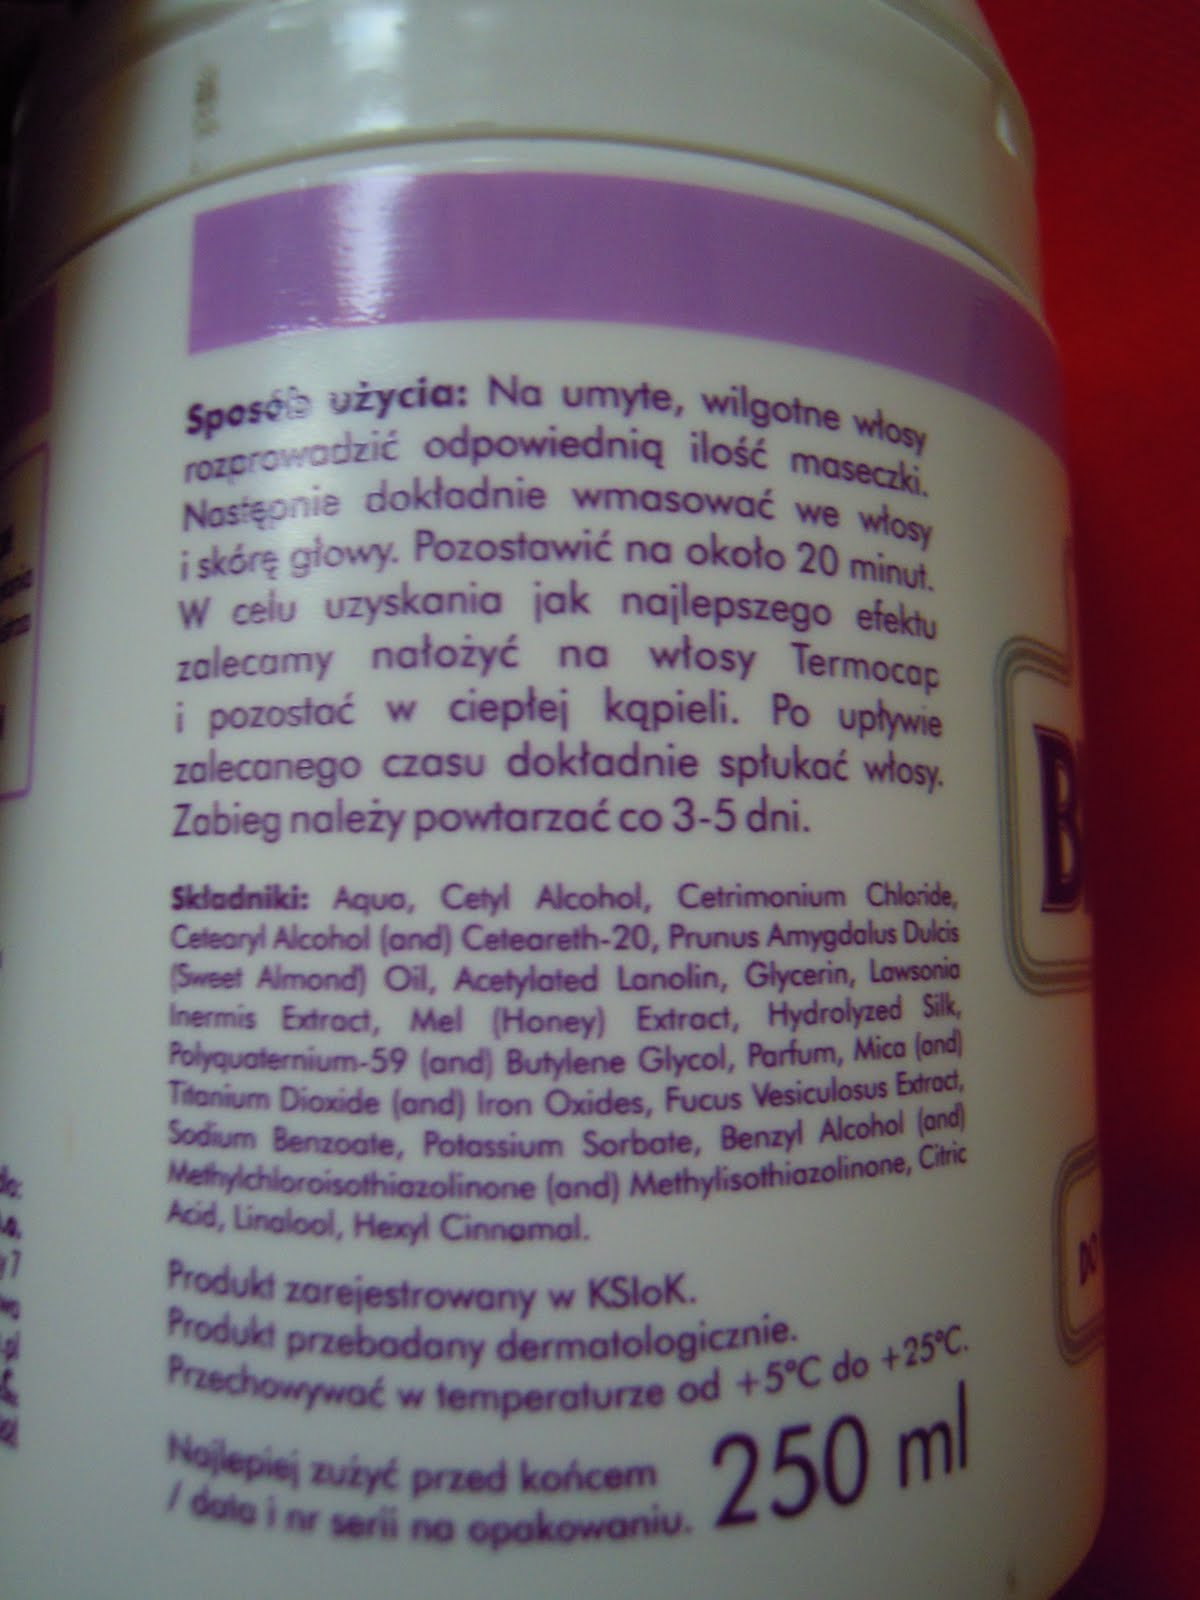 Sposób użycia: Na umyte, wilgotne włosy
rozprowadzić odpowiednią ilość maseczki.
Następnie dokładnie wmasować we włosy
i skórę głowy. Pozostawić na około 20 minut.
W celu uzyskania jak najlepszego efektu
zalecamy nałożyć na włosy Termocap
i pozostać w ciepłej kąpieli. Po upływie
zalecanego czasu dokładnie spłukać włosy.
Zabieg należy powtarzać co 3-5 dni.
Składniki: Aqua, Cetyl Alcohol, Cetrimonium Chloride,
Cetearyl Alcohol (and) Ceteareth-20, Prunus Amygdalus Dulcis
(Sweet Almond) Oil, Acetylated Lanolin, Glycerin, Lawsonia
Inermis Extract, Mel (Honey) Extract, Hydrolyzed Silk,
Polyquaternium-59 (and) Butylene Glycol, Parfum, Mica (and)
Titanium Dioxide (and) Iron Oxides, Fucus Vesiculosus Extract,
Sodium Benzoate, Potassium Sorbate, Benzyl Alcohol (and)
Methylchloroisothiazolinone (and) Methylisothiazolinone, Citric
Acid, Linalool, Hexyl Cinnamal.
Produkt zarejestrowany w KSIoK.
Produkt przebadany dermatologicznie.
Przechowywać w temperaturze od +5°C do +25°C.
Najlepiej zużyć przed końcem
/ data i nr serii na opakowaniu.
250 ml
B
DO